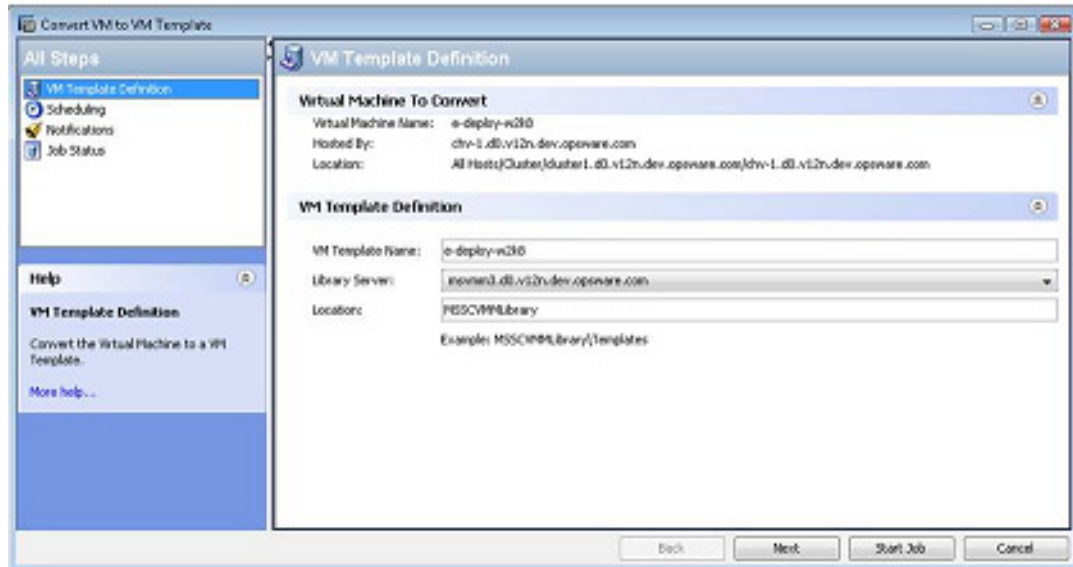 Convert VM to VM Template
All Steps
VM Template Definition
Scheduling
Notifications
Job Status
Help
VM Template Definition
Convert the Virtual Machine to a VM
Template.
More help...
VM Template Definition
Virtual Machine To Convert
Virtual Machine Name: e-deploy-w2k8
Hosted By: chv-1.d0.v12n.dev.opsware.com
Location: All Hosts/Cluster/cluster1.d0.v12n.dev.opsware.com/chv-1.d0.v12n.dev.opsware.com
VM Template Definition
VM Template Name: e-deploy-w2k8
Library Server: msvmm3.d0.v12n.dev.opsware.com
Location: MSSCVMMLibrary
Example: MSSCVMMLibrary\Templates
Back Next Start Job Cancel